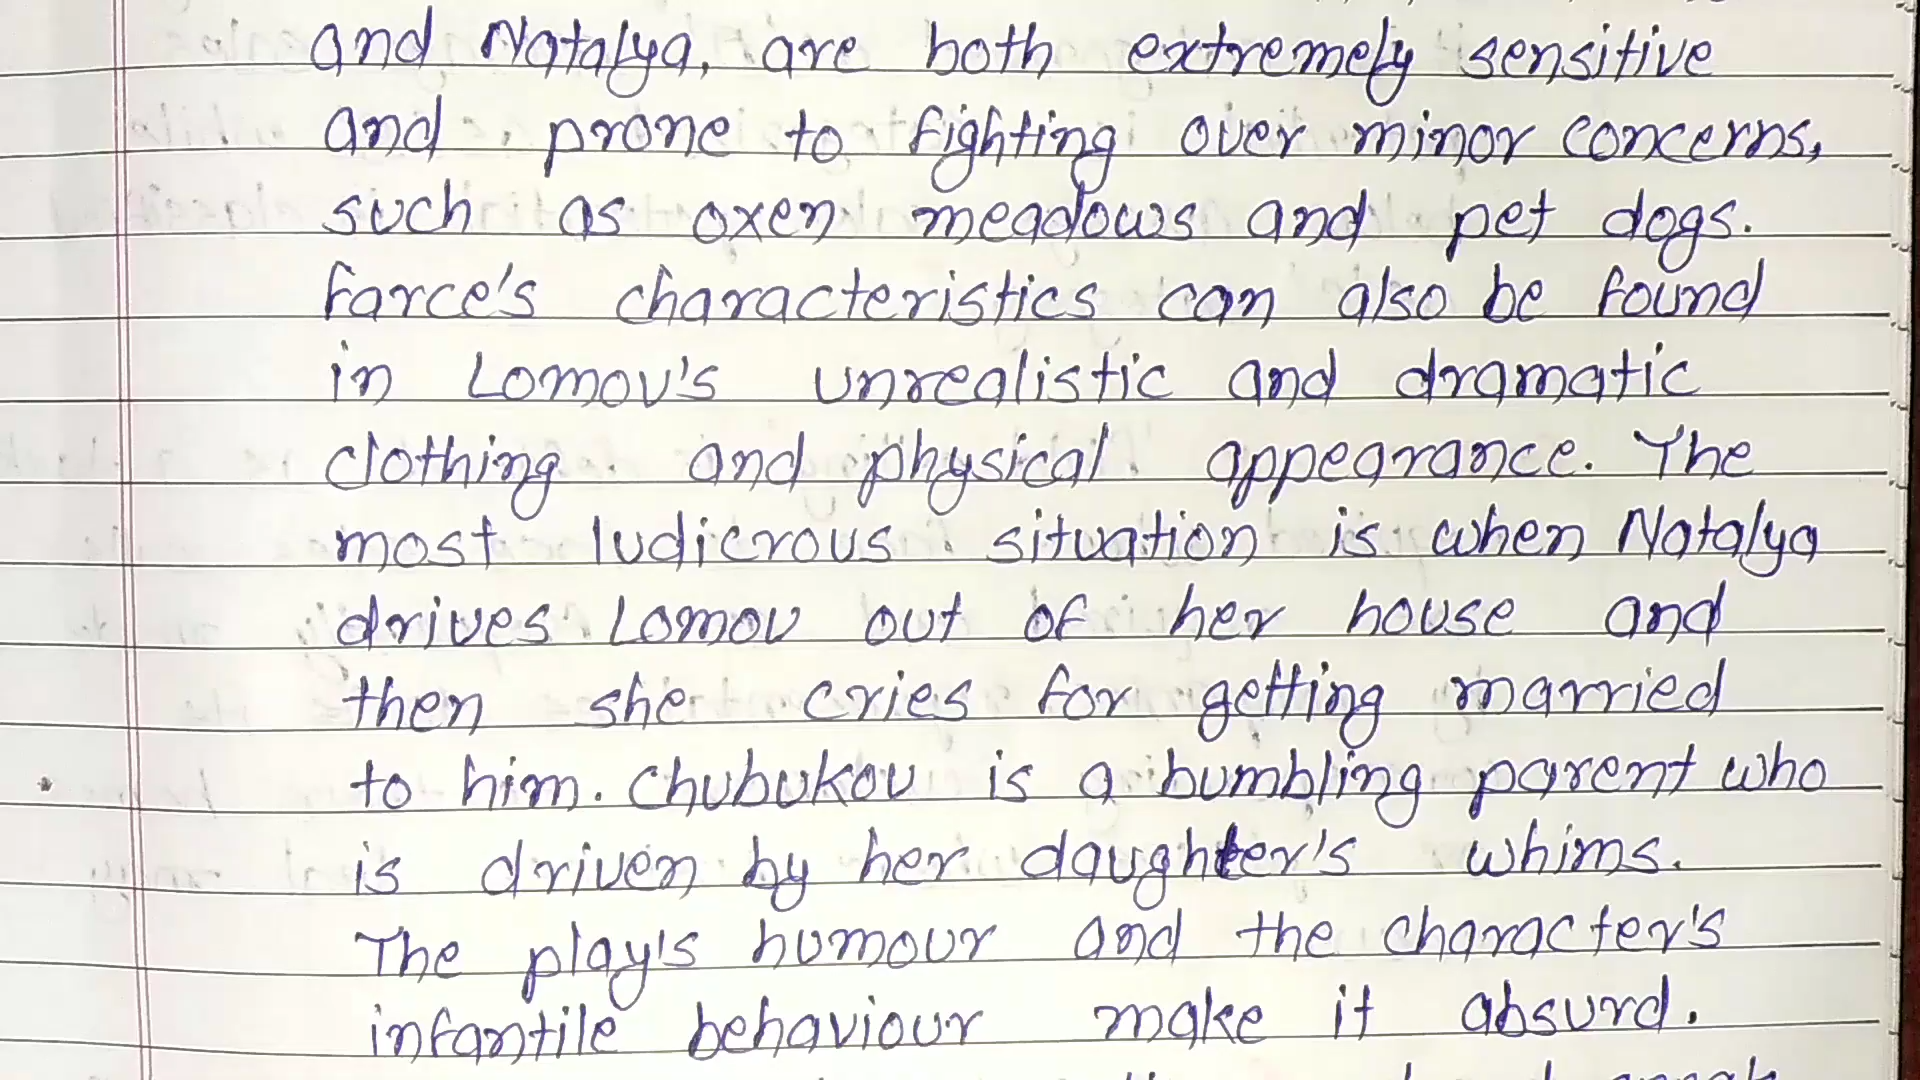 and Natalya, are both extremely sensitive
and prone to fighting over minor concerns,
such as oxen meadows and pet dogs.
Farce's characteristics can also be found
in Lomov's unrealistic and dramatic
clothing and physical appearance. The
most ludicrous situation is when Natalya
drives Lomov out of her house and
then she cries for getting married
to him. Chubukov is a bumbling parent who
is driven by her daughter's whims.
The play's humour and the character's
infantile behaviour make it absurd.